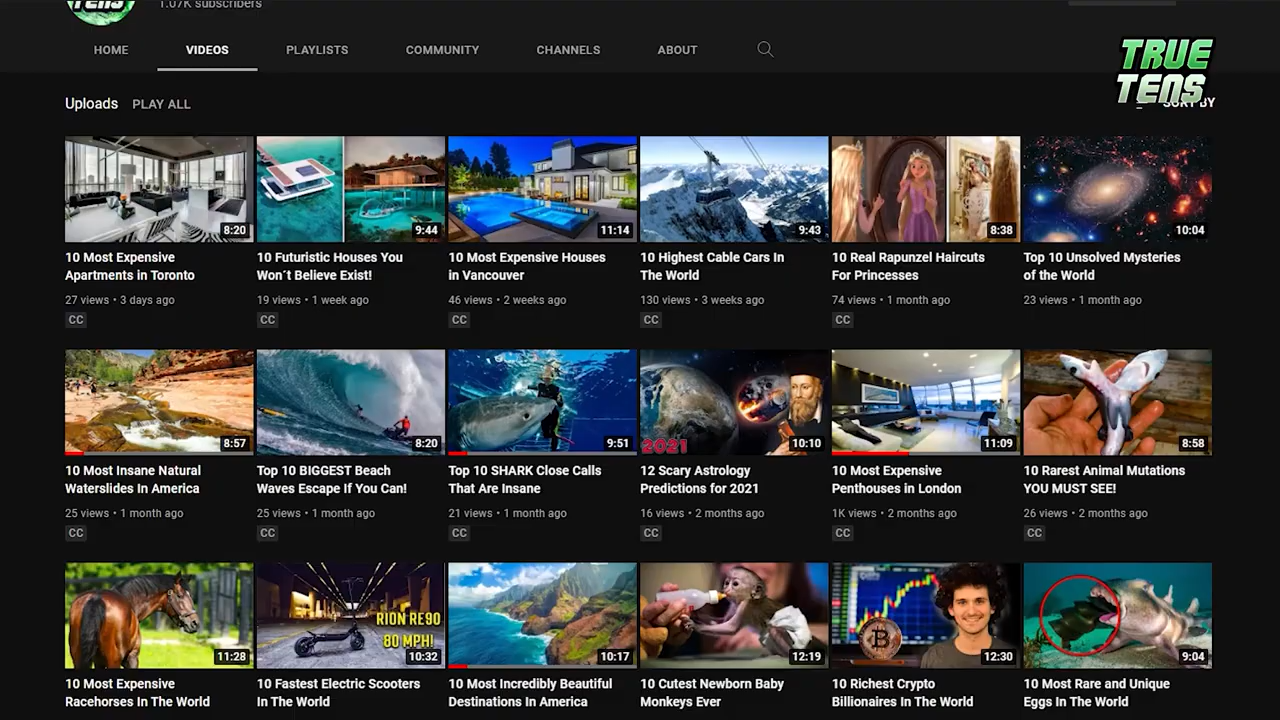 TENS
1.07K subscribers
HOME VIDEOS PLAYLISTS COMMUNITY CHANNELS ABOUT
TRUE
TENS
Uploads PLAY ALL SORT BY
8:20 9:44 11:14 9:43 8:38 10:04
10 Most Expensive
Apartments in Toronto
27 views • 3 days ago
CC
10 Futuristic Houses You
Won´t Believe Exist!
19 views • 1 week ago
CC
10 Most Expensive Houses
in Vancouver
46 views • 2 weeks ago
CC
10 Highest Cable Cars In
The World
130 views • 3 weeks ago
CC
10 Real Rapunzel Haircuts
For Princesses
74 views • 1 month ago
CC
Top 10 Unsolved Mysteries
of the World
23 views • 1 month ago
2021
8:57 8:20 9:51 10:10 11:09 8:58
10 Most Insane Natural
Waterslides In America
25 views • 1 month ago
CC
Top 10 BIGGEST Beach
Waves Escape If You Can!
25 views • 1 month ago
Top 10 SHARK Close Calls
That Are Insane
21 views • 1 month ago
CC
12 Scary Astrology
Predictions for 2021
16 views • 2 months ago
CC
10 Most Expensive
Penthouses in London
1K views • 2 months ago
CC
10 Rarest Animal Mutations
YOU MUST SEE!
26 views • 2 months ago
CC
RION RE90
80 MPH!
11:28 10:32 10:17 12:19 12:30 9:04
10 Most Expensive
Racehorses In The World
10 Fastest Electric Scooters
In The World
10 Most Incredibly Beautiful
Destinations In America
10 Cutest Newborn Baby
Monkeys Ever
10 Richest Crypto
Billionaires In The World
10 Most Rare and Unique
Eggs In The World